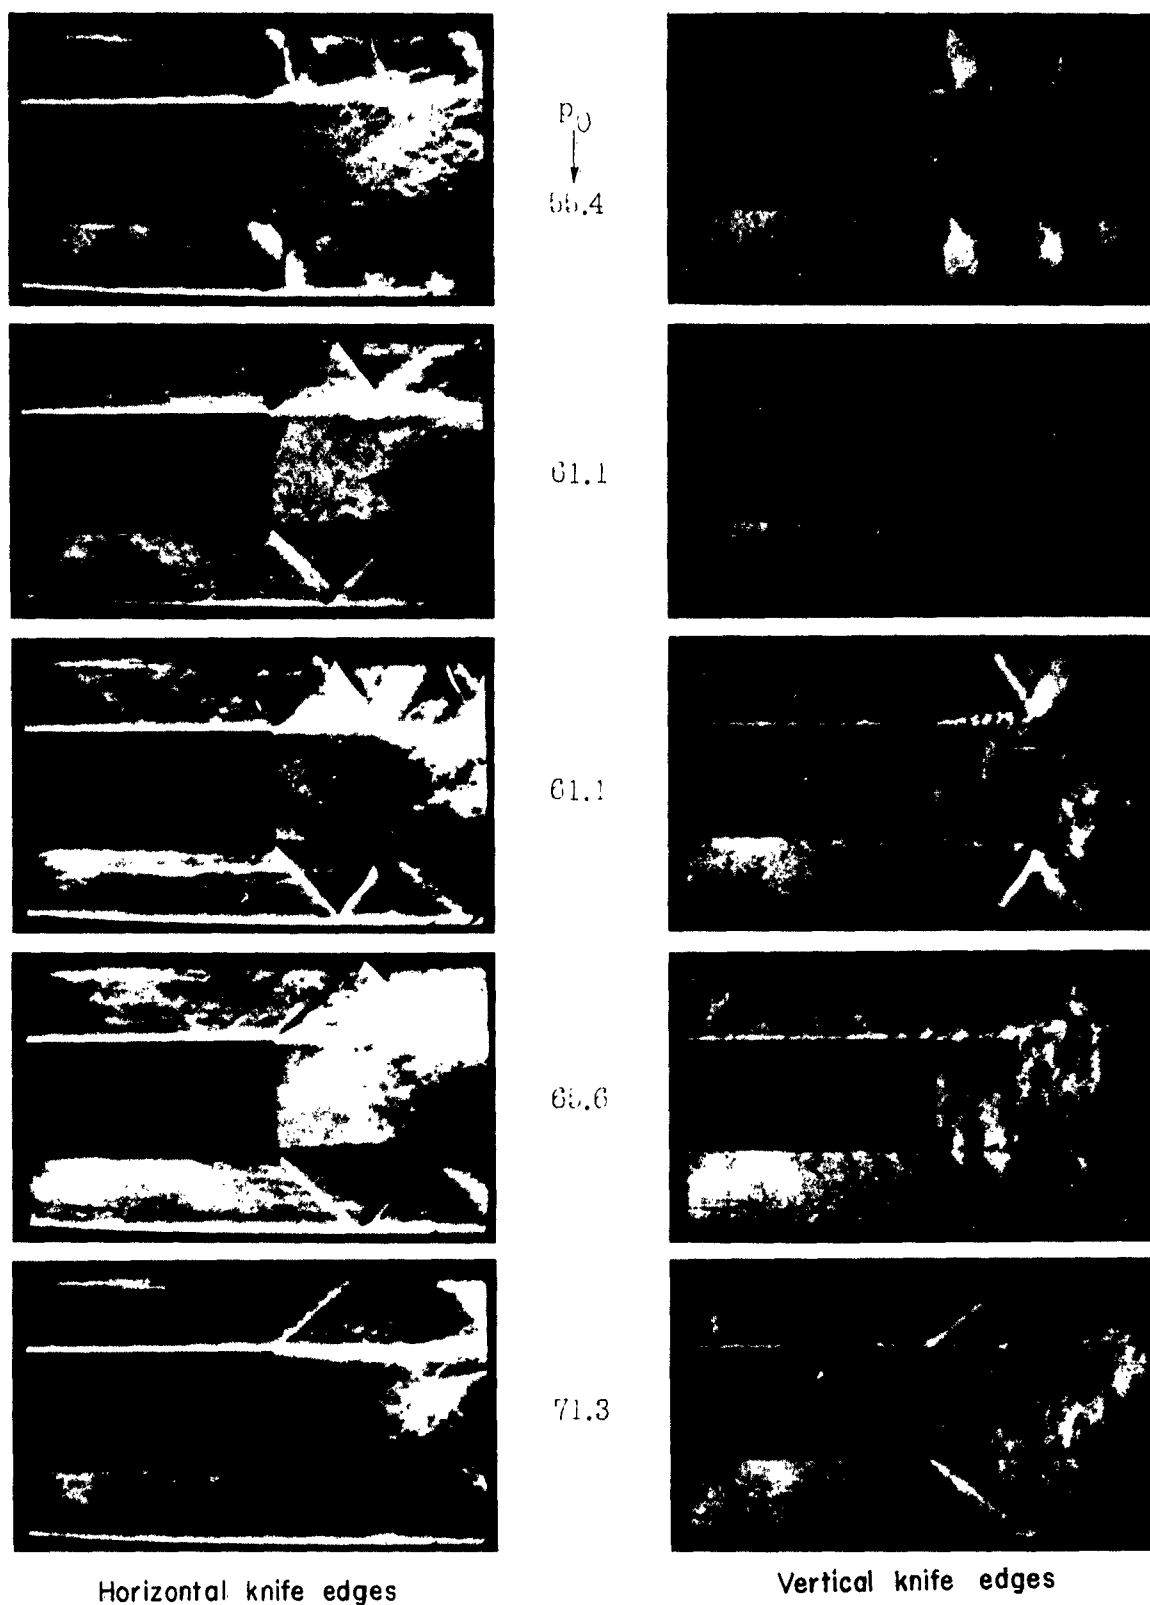 p0
55.4
61.1
61.1
65.6
71.3
Horizontal knife edges
Vertical knife edges